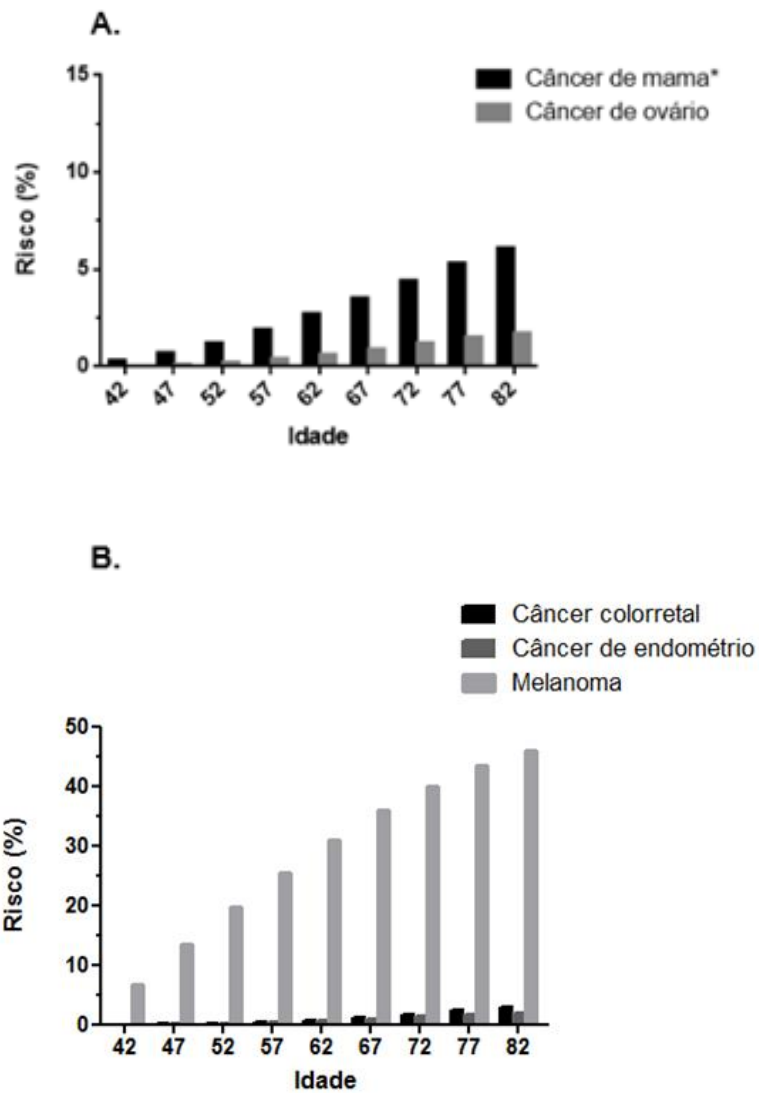 A.
Câncer de mama*
Câncer de ovário
15
10
5
0
Risco (%)
42 47 52 57 62 67 72 77 82
Idade
B.
Câncer colorretal
Câncer de endométrio
Melanoma
50
40
30
20
10
0
Risco (%)
42 47 52 57 62 67 72 77 82
Idade